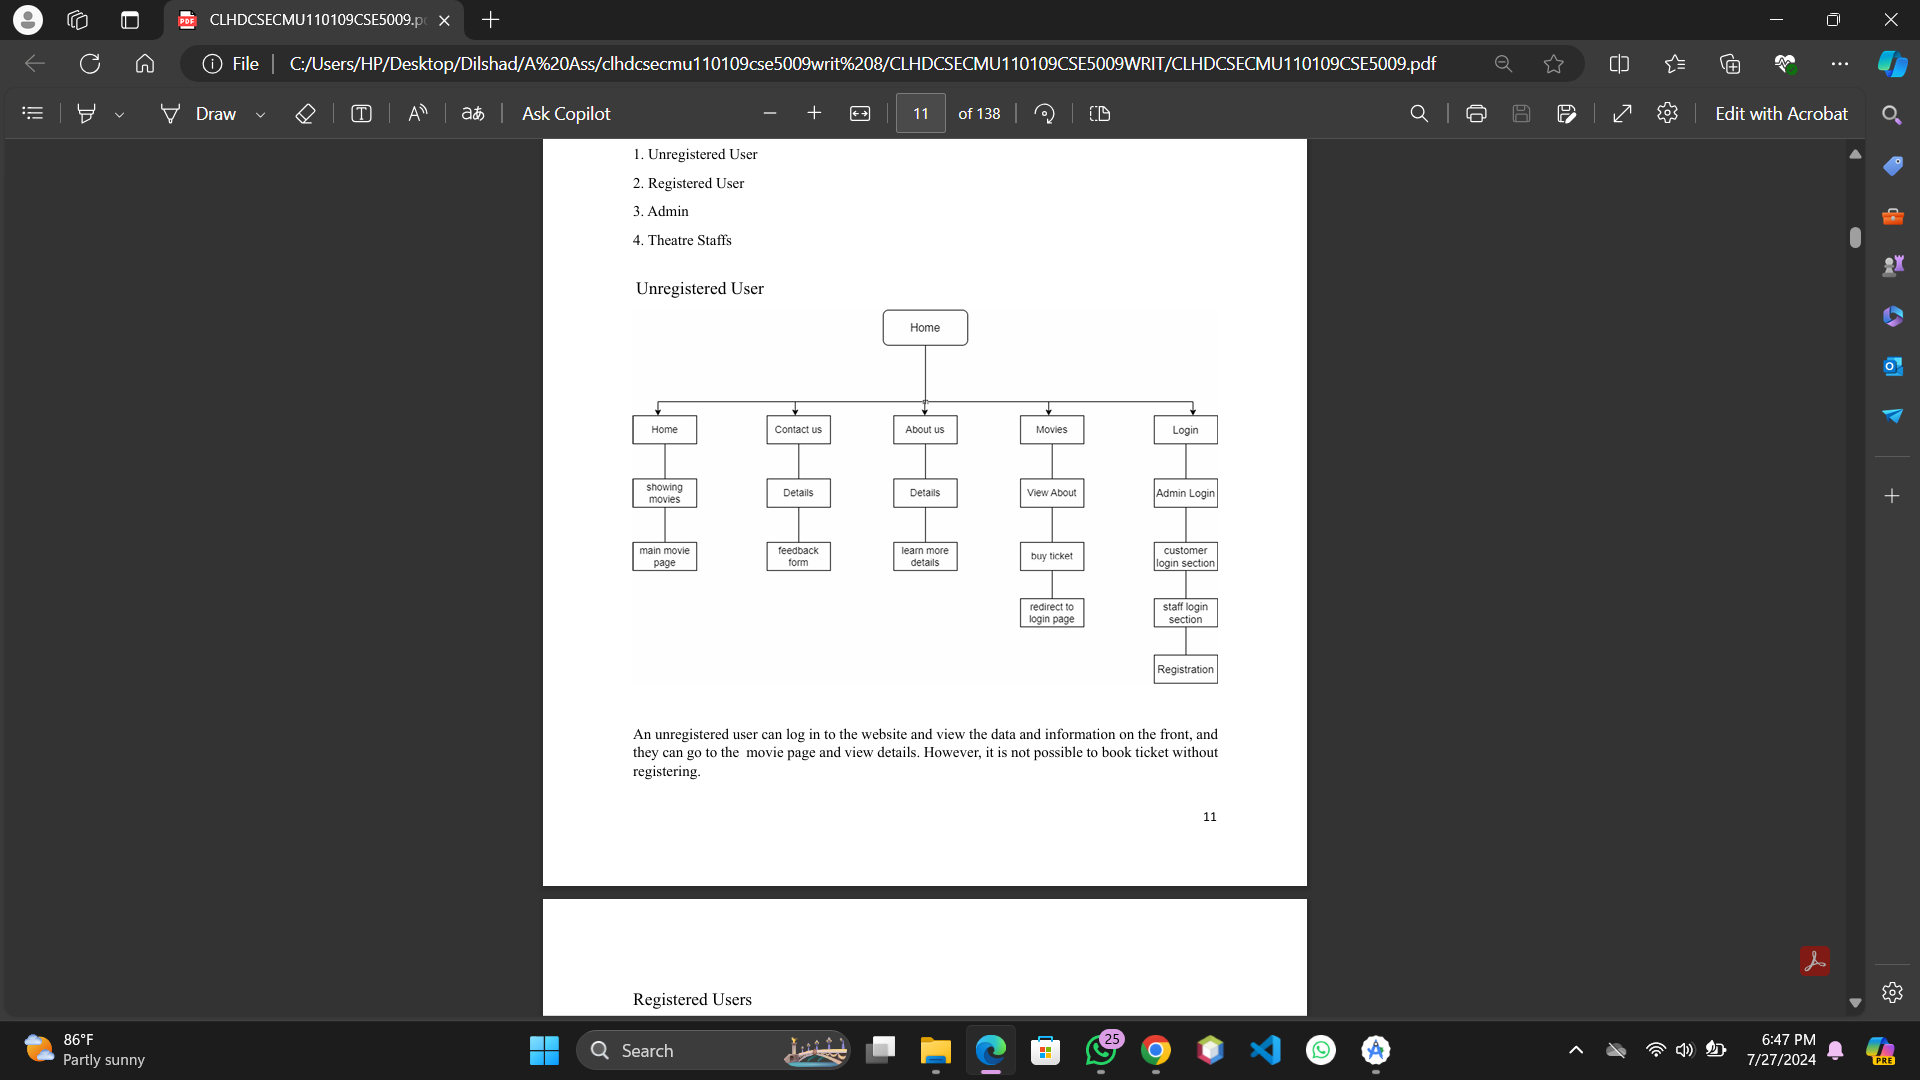 CLHDCSECMU110109CSE5009.p
File
C:/Users/HP/Desktop/Dilshad/A%20Ass/clhdcsecmu110109cse5009writ%208/CLHDCSECMU110109CSE5009WRIT/CLHDCSECMU110109CSE5009.pdf
Draw
Ask Copilot
11 of 138
Edit with Acrobat
1. Unregistered User
2. Registered User
3. Admin
4. Theatre Staffs
Unregistered User
Home
Home Contact us About us Movies Login
showing
movies
Details
Details
View About
Admin Login
main movie
page
feedback
form
learn more
details
buy ticket
customer
login section
redirect to
login page
staff login
section
Registration
An unregistered user can log in to the website and view the data and information on the front, and
they can go to the movie page and view details. However, it is not possible to book ticket without
registering.
11
Registered Users
86°F
Partly sunny
Search
25
6:47 PM
7/27/2024
PRE